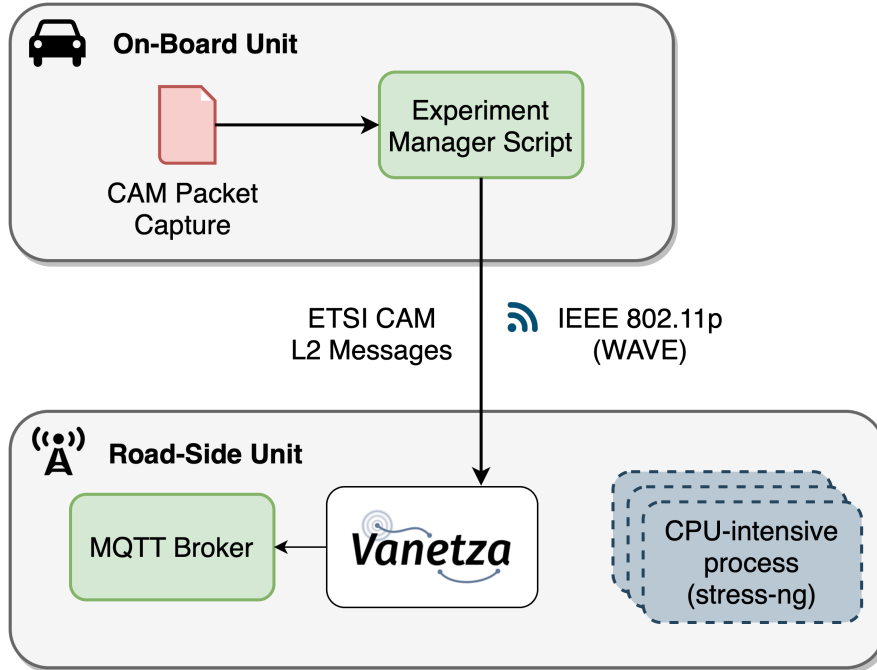 On-Board Unit
CAM Packet
Capture
Experiment
Manager Script
ETSI CAM
L2 Messages
IEEE 802.11p
(WAVE)
Road-Side Unit
MQTT Broker
Vanetza
CPU-intensive
process
(stress-ng)